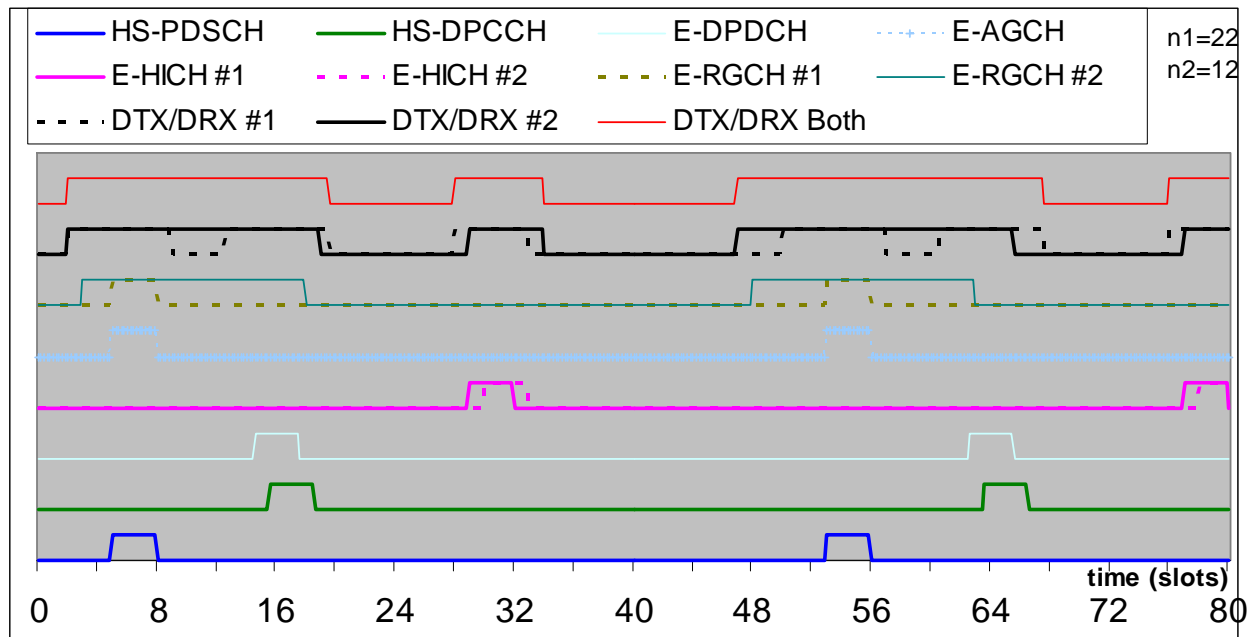 HS-PDSCH HS-DPCCH E-DPDCH E-AGCH n1=22
E-HICH #1 E-HICH #2 E-RGCH #1 E-RGCH #2 n2=12
DTX/DRX #1 DTX/DRX #2 DTX/DRX Both
time (slots)
0 8 16 24 32 40 48 56 64 72 80